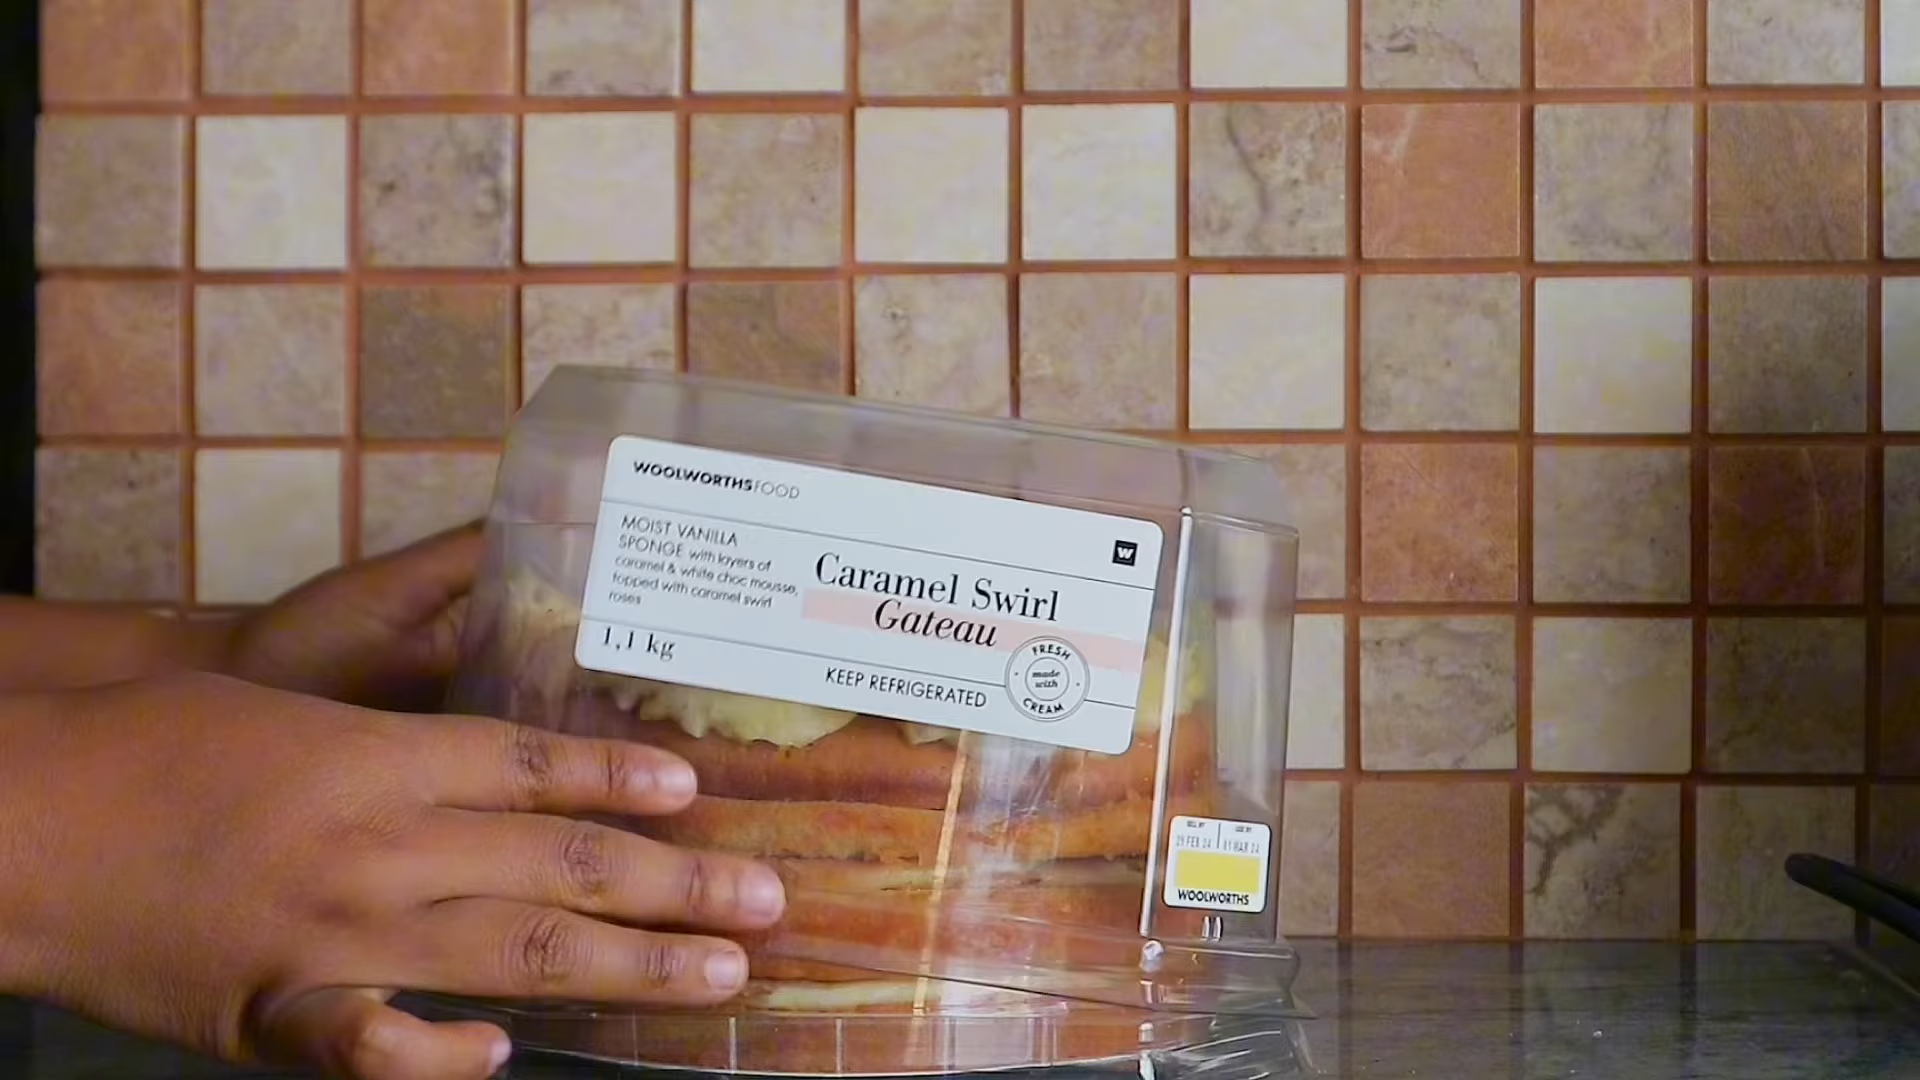 WOOLWORTHSFOOD
W
MOIST VANILLA
SPONGE with layers of
caramel & white choc mousse,
topped with caramel swirl
roses
Caramel Swirl
Gateau
1,1 kg
KEEP REFRIGERATED
FRESH
made
with
CREAM
SELL BY
USE BY
29 FEB 24
01 MAR 24
WOOLWORTHS